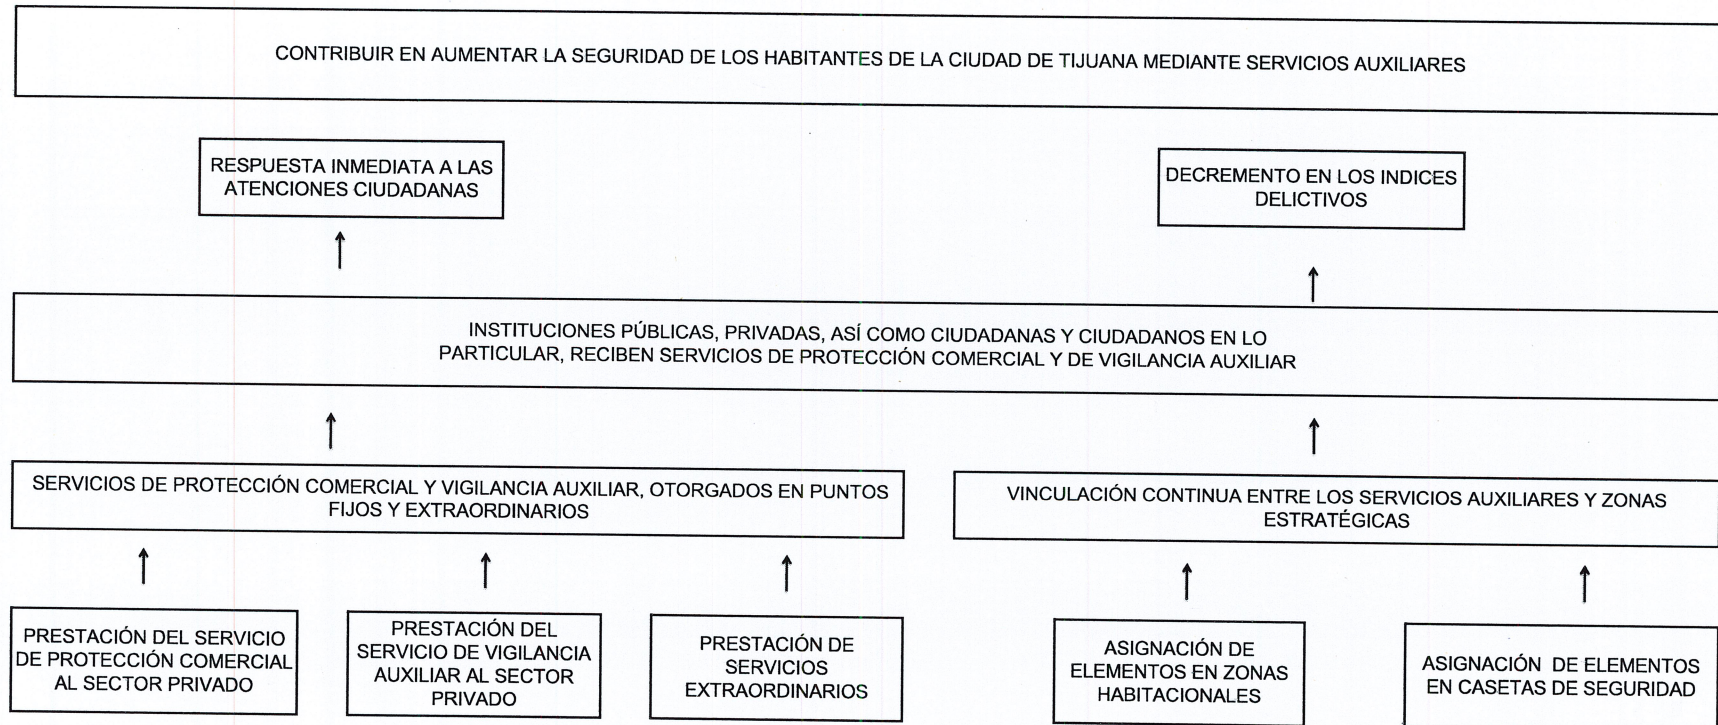 CONTRIBUIR EN AUMENTAR LA SEGURIDAD DE LOS HABITANTES DE LA CIUDAD DE TIJUANA MEDIANTE SERVICIOS AUXILIARES
RESPUESTA INMEDIATA A LAS
ATENCIONES CIUDADANAS
DECREMENTO EN LOS INDICES
DELICTIVOS
INSTITUCIONES PÚBLICAS, PRIVADAS, ASÍ COMO CIUDADANAS Y CIUDADANOS EN LO
PARTICULAR, RECIBEN SERVICIOS DE PROTECCIÓN COMERCIAL Y DE VIGILANCIA AUXILIAR
SERVICIOS DE PROTECCIÓN COMERCIAL Y VIGILANCIA AUXILIAR, OTORGADOS EN PUNTOS
FIJOS Y EXTRAORDINARIOS
VINCULACIÓN CONTINUA ENTRE LOS SERVICIOS AUXILIARES Y ZONAS
ESTRATÉGICAS
PRESTACIÓN DEL SERVICIO
DE PROTECCIÓN COMERCIAL
AL SECTOR PRIVADO
PRESTACIÓN DEL
SERVICIO DE VIGILANCIA
AUXILIAR AL SECTOR
PRIVADO
PRESTACIÓN DE
SERVICIOS
EXTRAORDINARIOS
ASIGNACIÓN DE
ELEMENTOS EN ZONAS
HABITACIONALES
ASIGNACIÓN DE ELEMENTOS
EN CASETAS DE SEGURIDAD